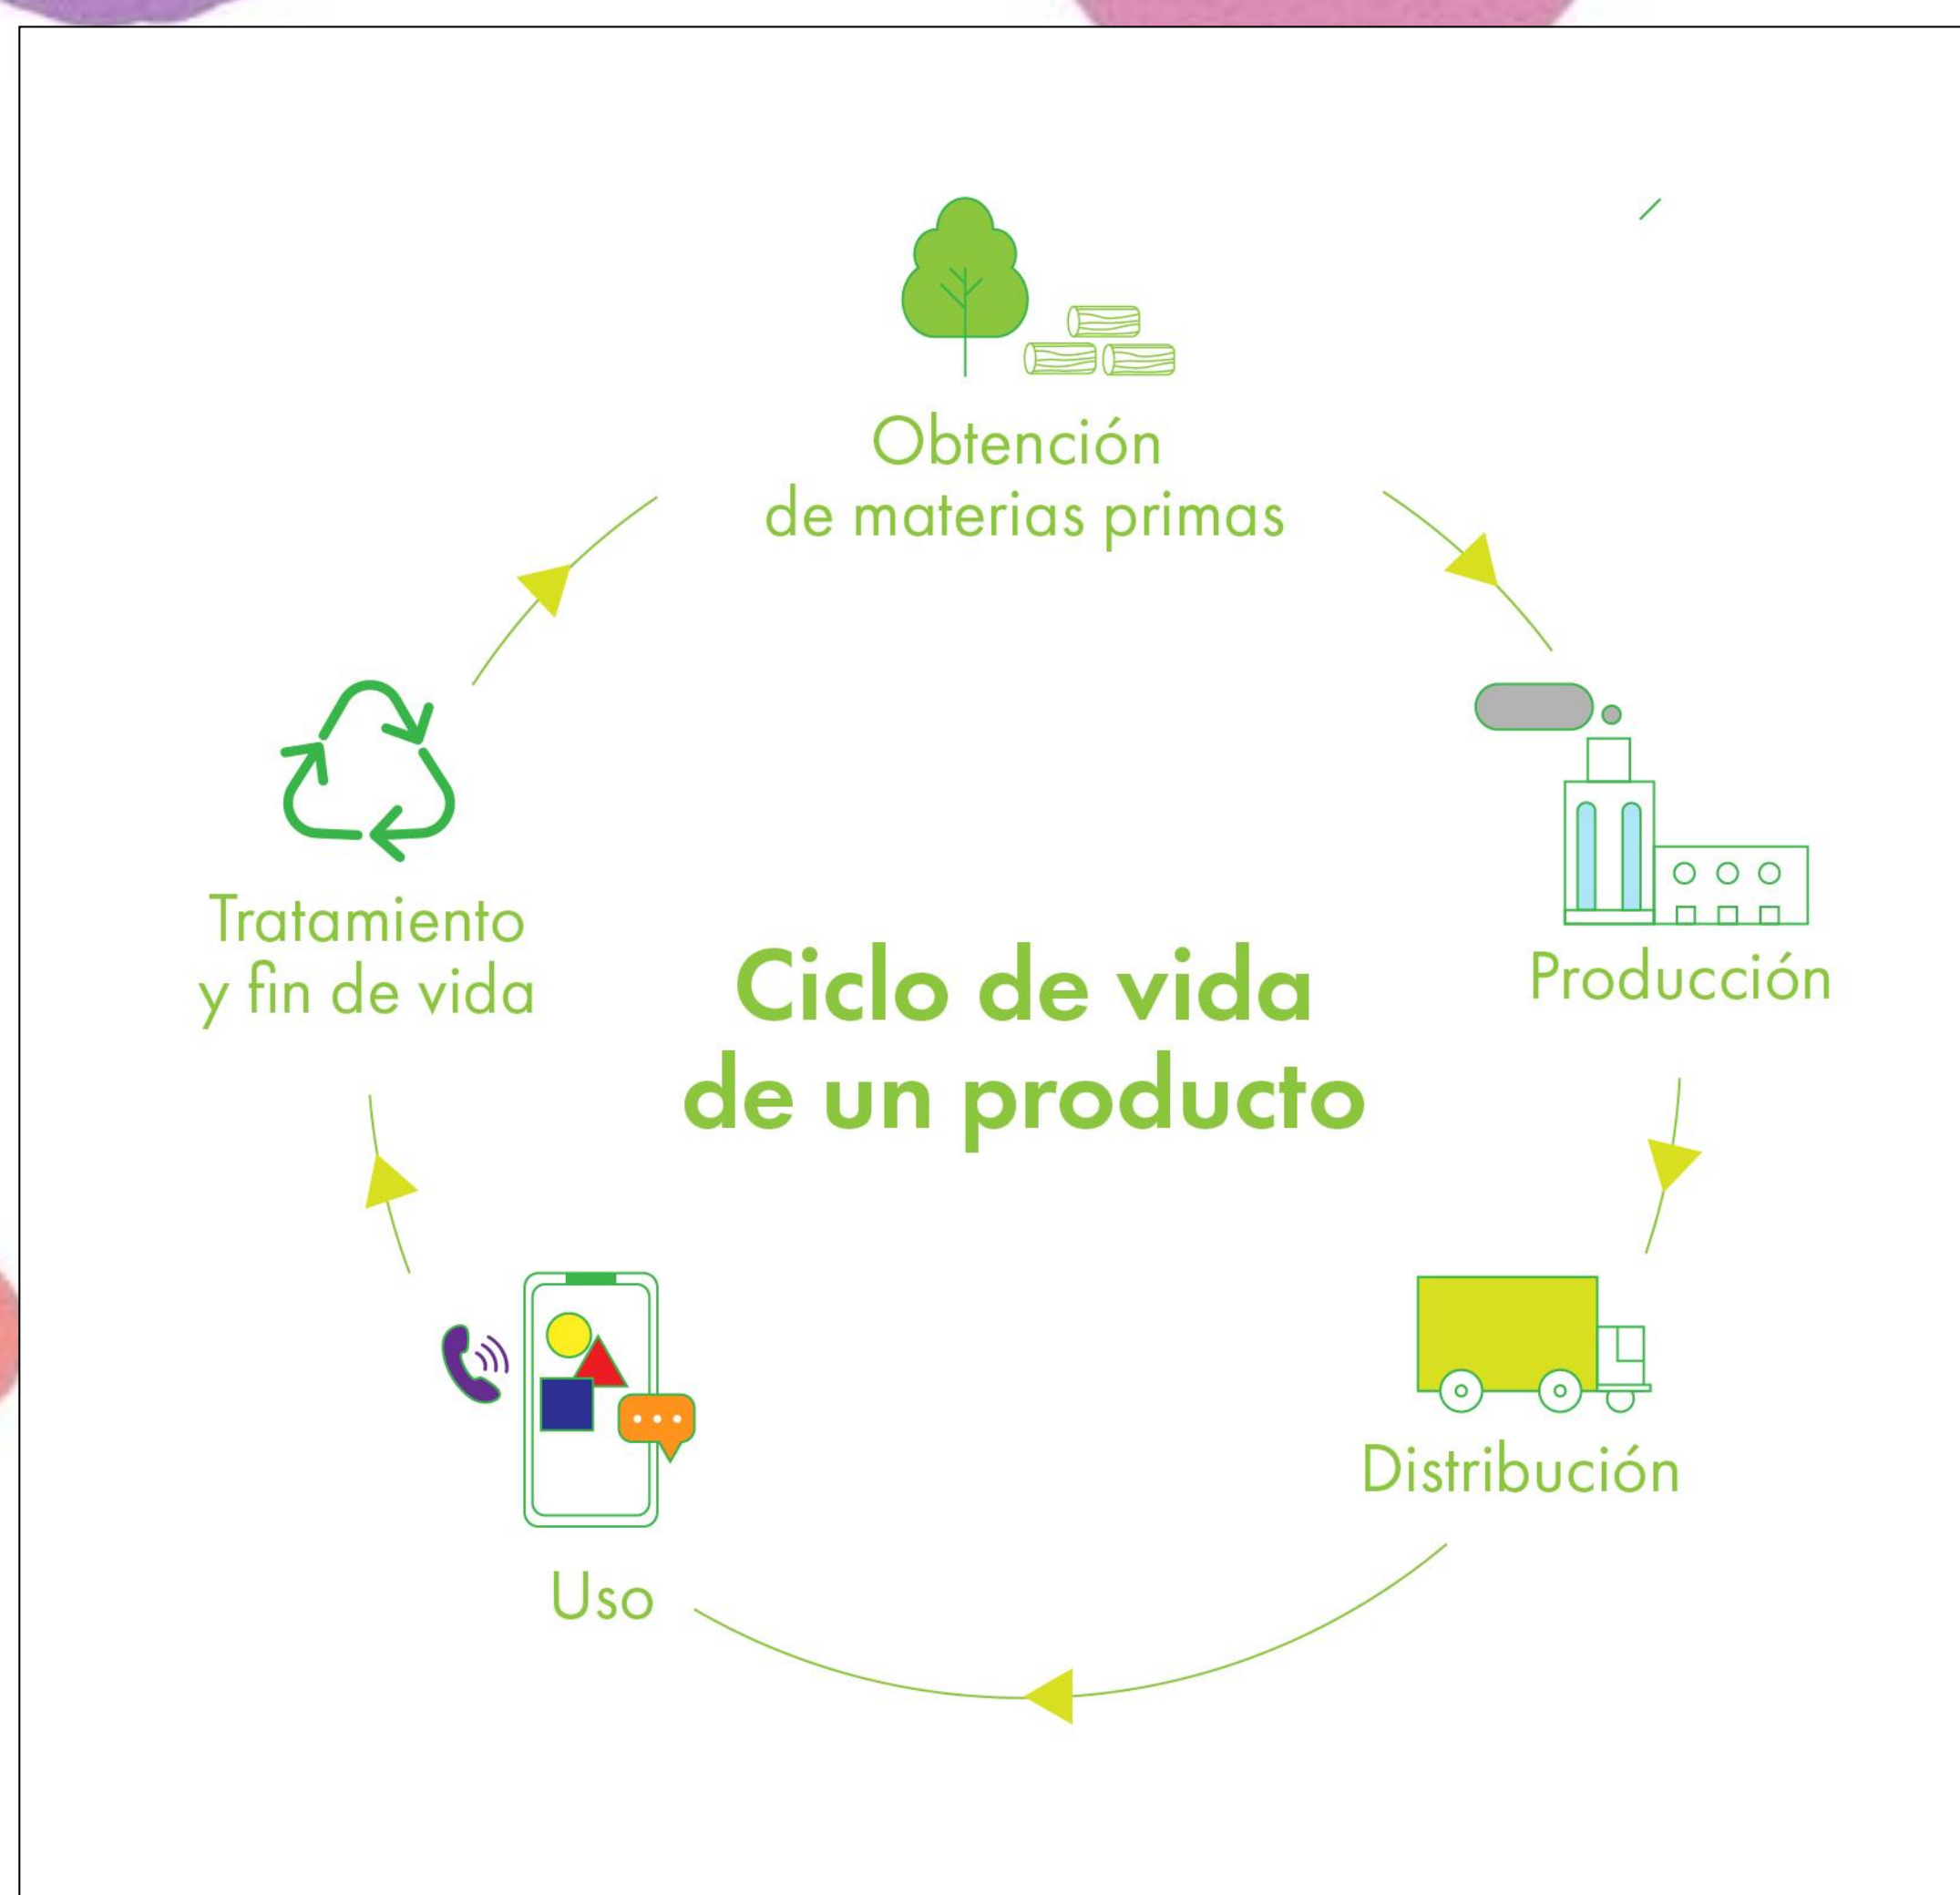 Obtención
de materias primas
Producción
Distribución
Uso
Tratamiento
y fin de vida
Ciclo de vida
de un producto